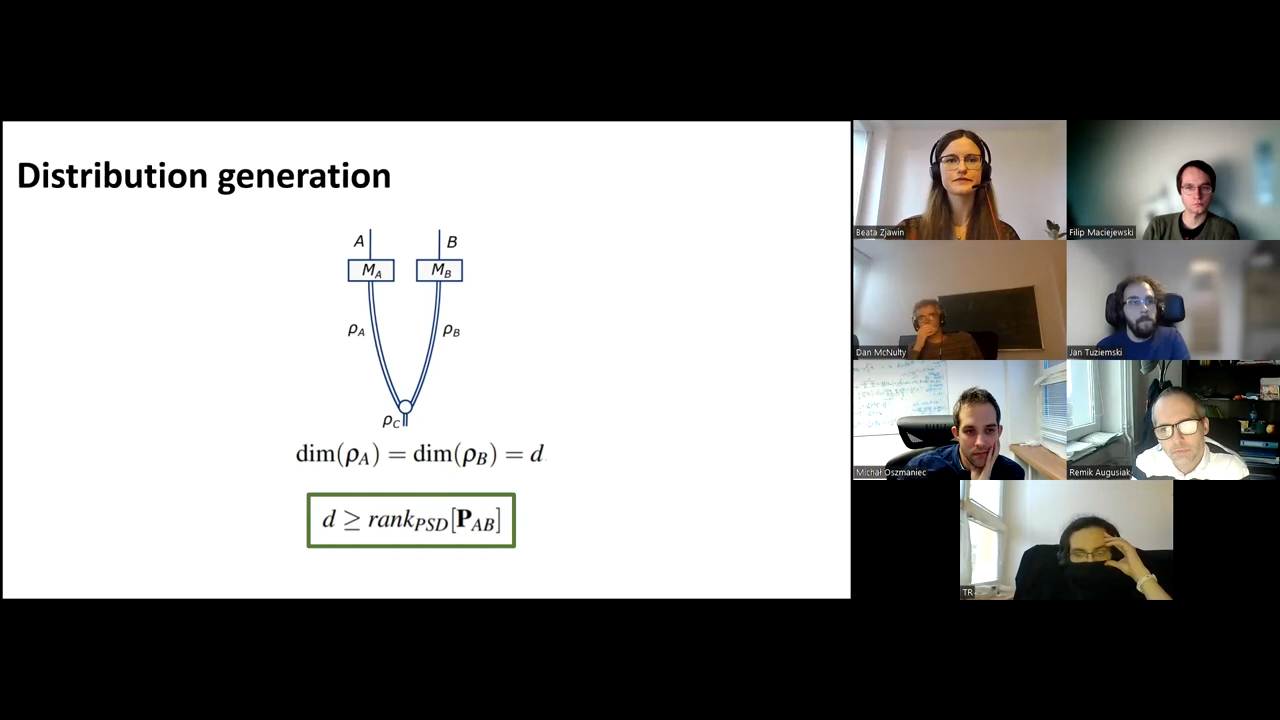 Distribution generation
A
B
M_A
M_B
ρ_A
ρ_B
ρ_C
dim(ρ_A) = dim(ρ_B) = d
d ≥ rank_PSD[P_AB]
Beata Zjawin
Filip Maciejewski
Dan McNulty
Jan Tuziemski
Michał Oszmaniec
Remik Augusiak
TR